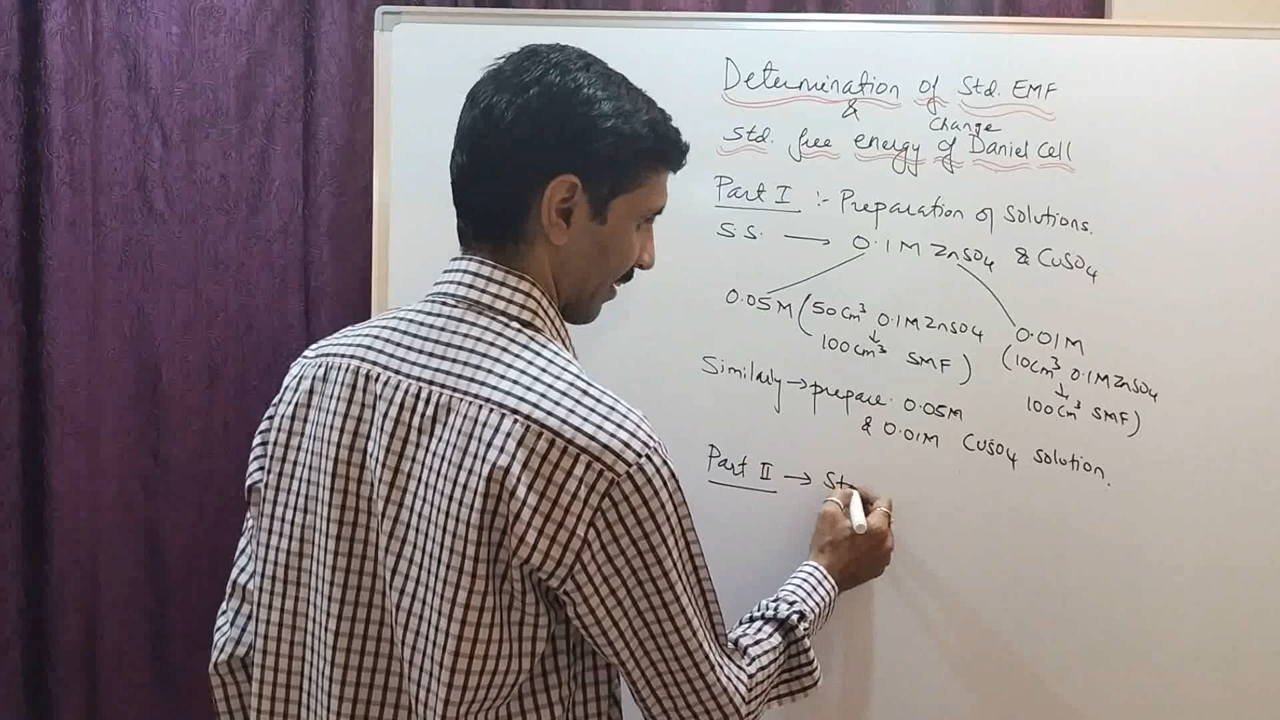 Determination of Std. EMF
&
Change
Std. free energy of Daniel Cell
Part I :- Preparation of Solutions.
S.S. → 0.1M ZnSO4 & CuSO4
0.05M (50cm³ 0.1M ZnSO4
↓
100cm³ SMF)
0.01M
(10cm³ 0.1M ZnSO4
↓
100cm³ SMF)
Similarly → prepare 0.05M
& 0.01M CuSO4 solution.
Part II → St